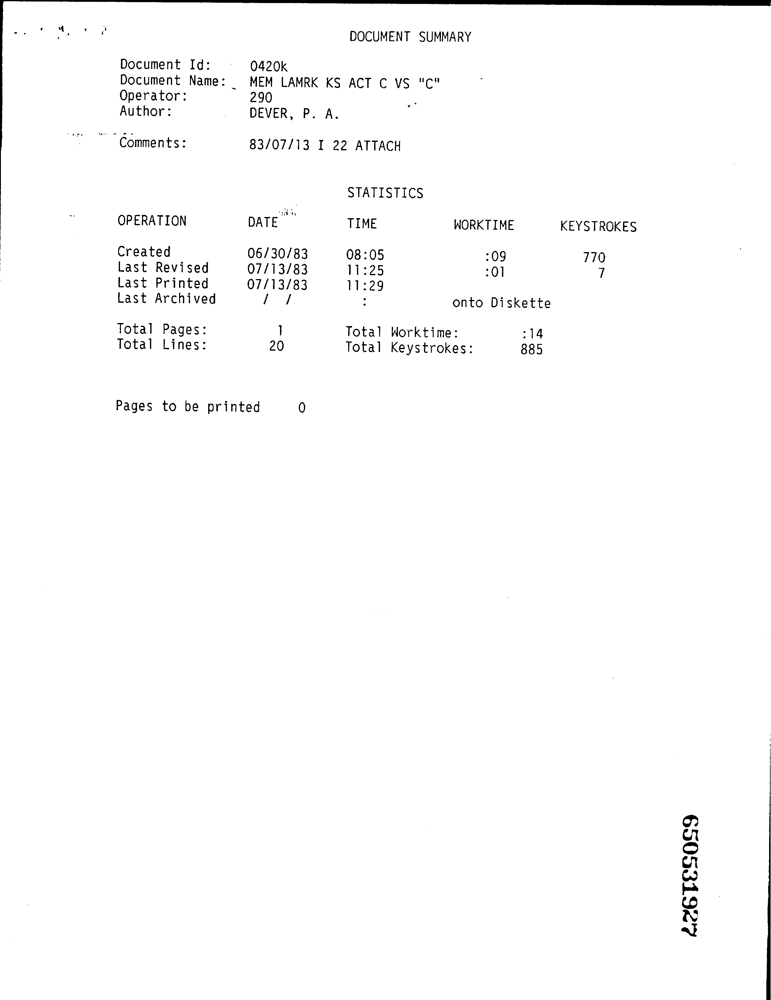 DOCUMENT SUMMARY
Document Id: 0420k
Document Name: MEM LAMRK KS ACT C VS "C"
Operator: 290
Author: DEVER, P. A.
Comments: 83/07/13 I 22 ATTACH
STATISTICS
OPERATION DATE TIME WORKTIME KEYSTROKES
Created 06/30/83 08:05 :09 770
Last Revised 07/13/83 11:25 :01 7
Last Printed 07/13/83 11:29
Last Archived / / : onto Diskette
Total Pages: 1 Total Worktime: :14
Total Lines: 20 Total Keystrokes: 885
Pages to be printed 0
650531927